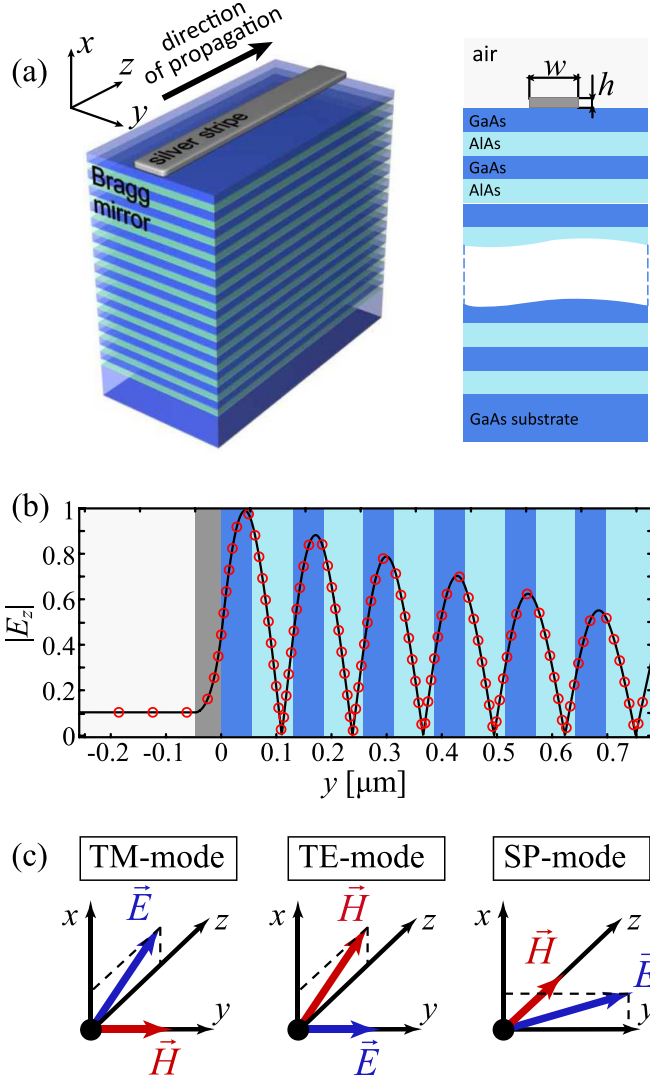 (a)
x
z
y
direction
of propagation
silver stripe
Bragg
mirror
air
w
h
GaAs
AlAs
GaAs
AlAs
GaAs substrate
(b)
|E_z|
1
0.8
0.6
0.4
0.2
0
-0.2
-0.1
0
0.1
0.2
0.3
0.4
0.5
0.6
0.7
y [μm]
(c)
TM-mode
TE-mode
SP-mode
x
E⃗
z
y
H⃗
x
H⃗
z
y
E⃗
x
H⃗
z
E⃗
y